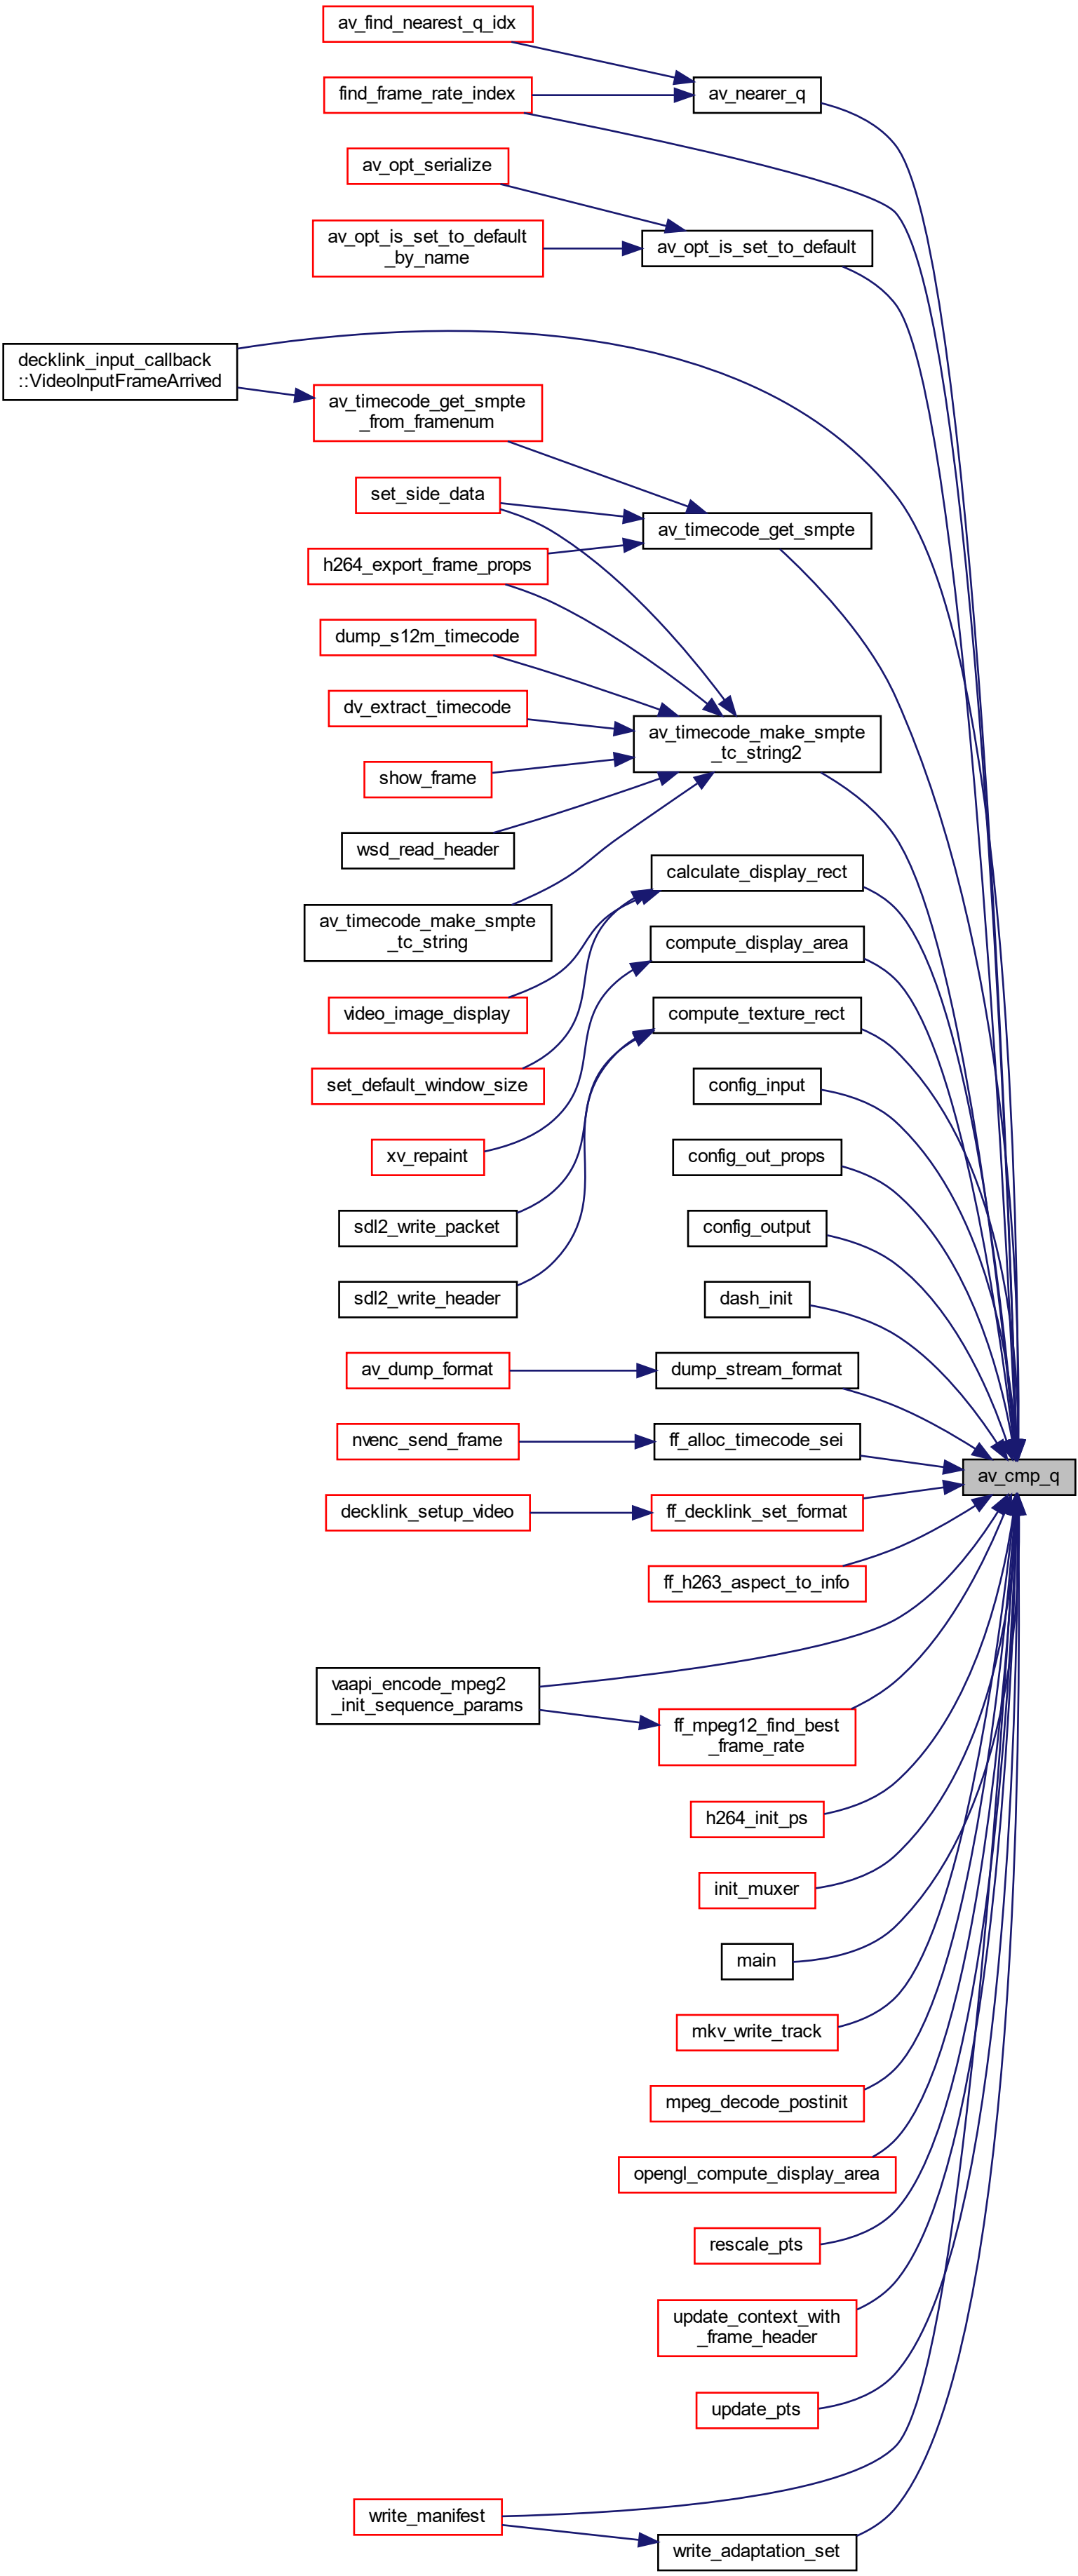 av_find_nearest_q_idx
find_frame_rate_index
av_nearer_q
av_opt_serialize
av_opt_is_set_to_default
_by_name
av_opt_is_set_to_default
decklink_input_callback
::VideoInputFrameArrived
av_timecode_get_smpte
_from_framenum
set_side_data
av_timecode_get_smpte
h264_export_frame_props
dump_s12m_timecode
dv_extract_timecode
av_timecode_make_smpte
_tc_string2
show_frame
wsd_read_header
calculate_display_rect
av_timecode_make_smpte
_tc_string
compute_display_area
video_image_display
compute_texture_rect
set_default_window_size
config_input
xv_repaint
config_out_props
sdl2_write_packet
config_output
sdl2_write_header
dash_init
av_dump_format
dump_stream_format
nvenc_send_frame
ff_alloc_timecode_sei
av_cmp_q
decklink_setup_video
ff_decklink_set_format
ff_h263_aspect_to_info
vaapi_encode_mpeg2
_init_sequence_params
ff_mpeg12_find_best
_frame_rate
h264_init_ps
init_muxer
main
mkv_write_track
mpeg_decode_postinit
opengl_compute_display_area
rescale_pts
update_context_with
_frame_header
update_pts
write_manifest
write_adaptation_set